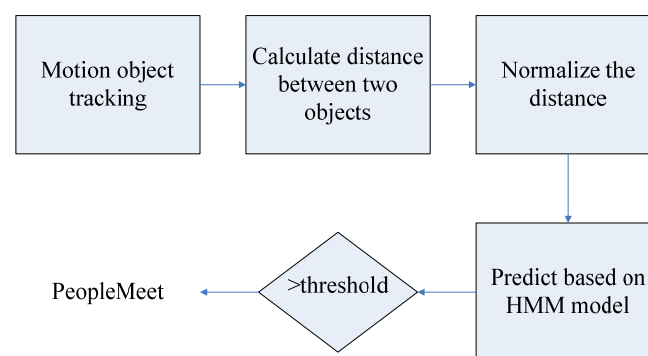 Motion object
tracking
Calculate distance
between two
objects
Normalize the
distance
Predict based on
HMM model
>threshold
PeopleMeet